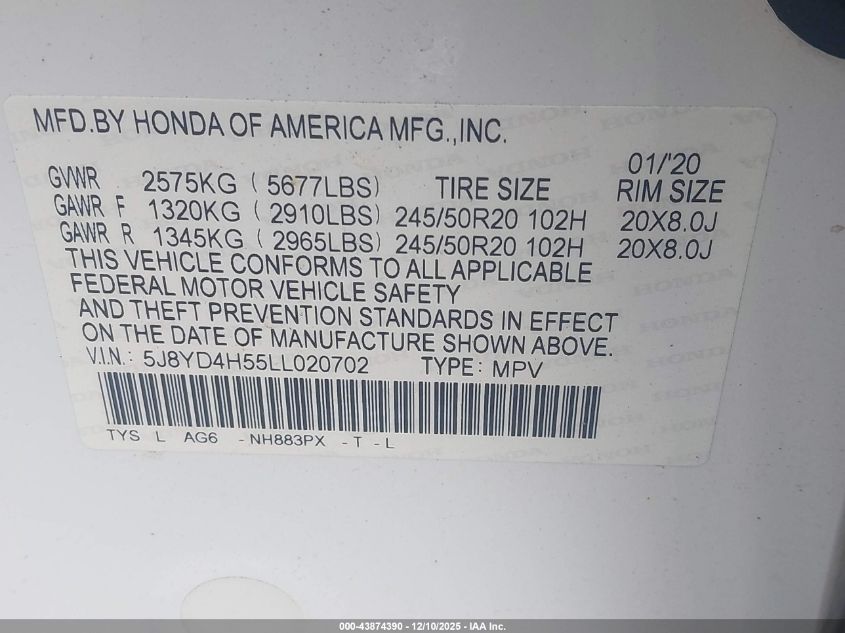 MFD.BY HONDA OF AMERICA MFG.,INC.
01/'20
GVWR 2575KG ( 5677LBS) TIRE SIZE RIM SIZE
GAWR F 1320KG ( 2910LBS) 245/50R20 102H 20X8.0J
GAWR R 1345KG ( 2965LBS) 245/50R20 102H 20X8.0J
THIS VEHICLE CONFORMS TO ALL APPLICABLE
FEDERAL MOTOR VEHICLE SAFETY
AND THEFT PREVENTION STANDARDS IN EFFECT
ON THE DATE OF MANUFACTURE SHOWN ABOVE.
V.I.N.: 5J8YD4H55LL020702 TYPE: MPV
TYS L AG6 - NH883PX - T - L
000-43874390 - 12/10/2025 - IAA Inc.